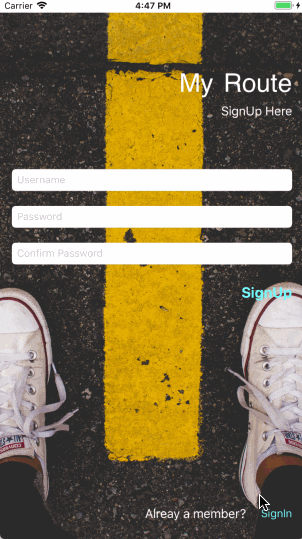 Carrier 4:47 PM
My Route
SignUp Here
Username
Password
Confirm Password
SignUp
Alreay a member? SignIn